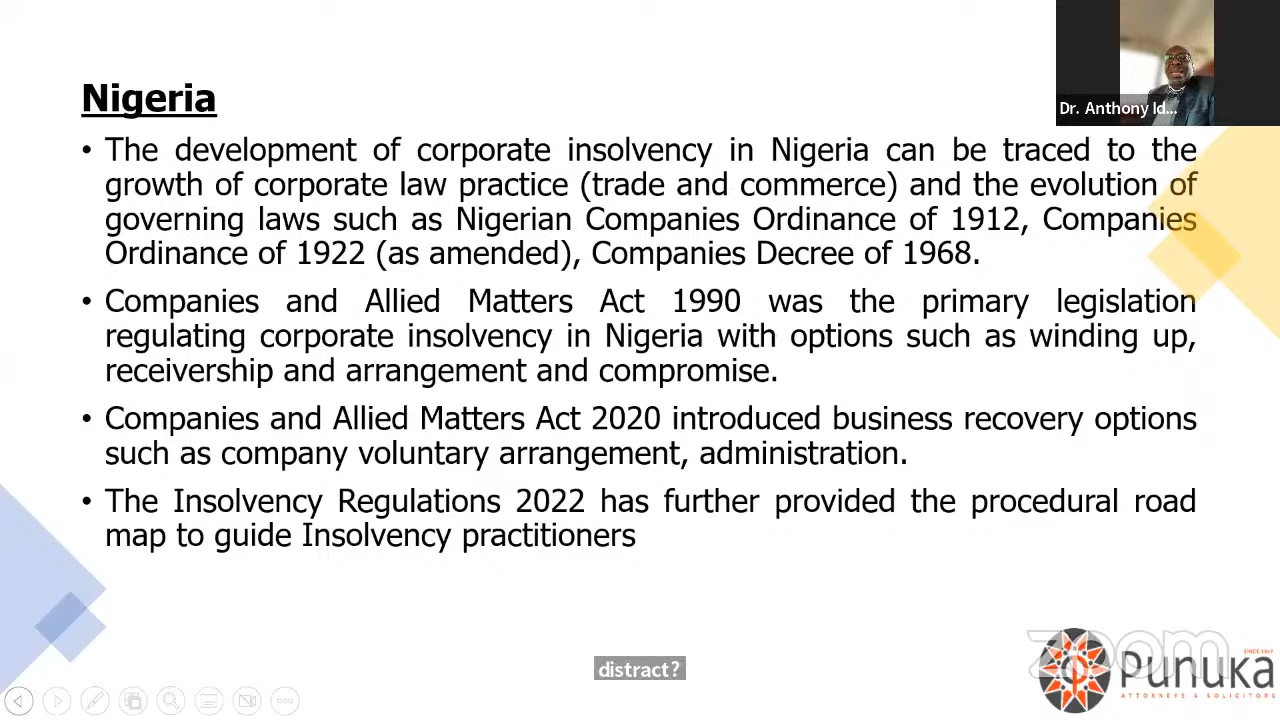 Nigeria
• The development of corporate insolvency in Nigeria can be traced to the
growth of corporate law practice (trade and commerce) and the evolution of
governing laws such as Nigerian Companies Ordinance of 1912, Companies
Ordinance of 1922 (as amended), Companies Decree of 1968.
• Companies and Allied Matters Act 1990 was the primary legislation
regulating corporate insolvency in Nigeria with options such as winding up,
receivership and arrangement and compromise.
• Companies and Allied Matters Act 2020 introduced business recovery options
such as company voluntary arrangement, administration.
• The Insolvency Regulations 2022 has further provided the procedural road
map to guide Insolvency practitioners
Dr. Anthony Id...
distract?
zoom
SINCE 1947
Punuka
ATTORNEYS & SOLICITORS